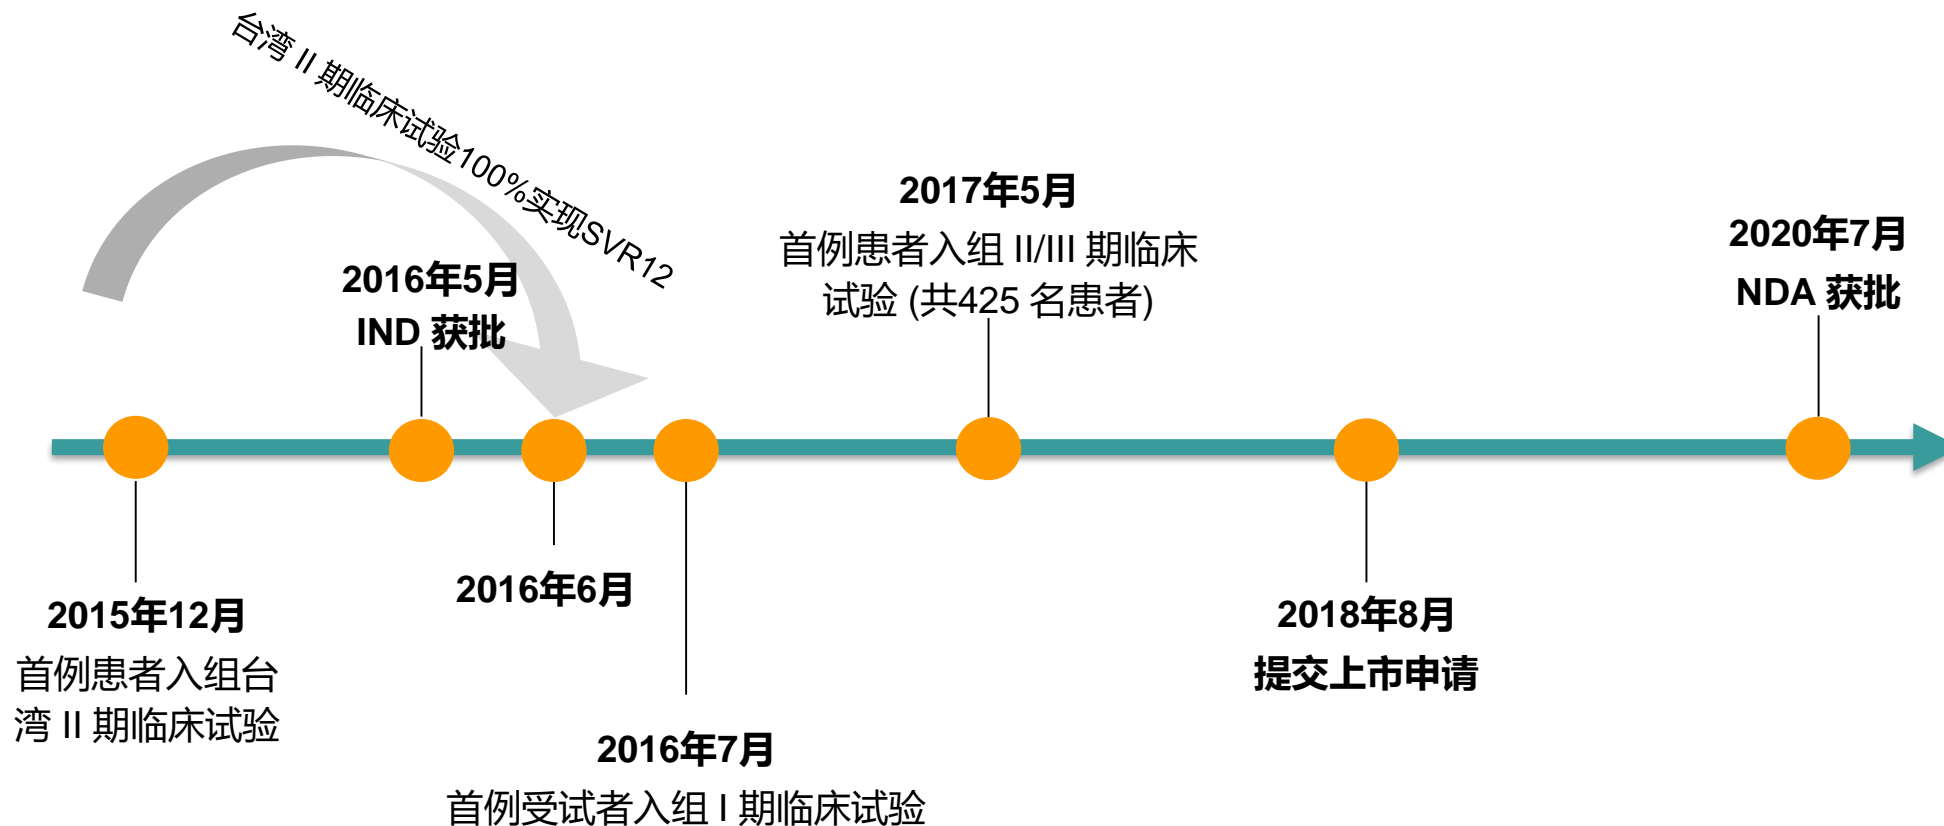 台湾 II 期临床试验100%实现SVR12
2016年5月
IND 获批
2017年5月
首例患者入组 II/III 期临床
试验 (共425 名患者)
2020年7月
NDA 获批
2015年12月
首例患者入组台
湾 II 期临床试验
2016年6月
2016年7月
首例受试者入组 I 期临床试验
2018年8月
提交上市申请